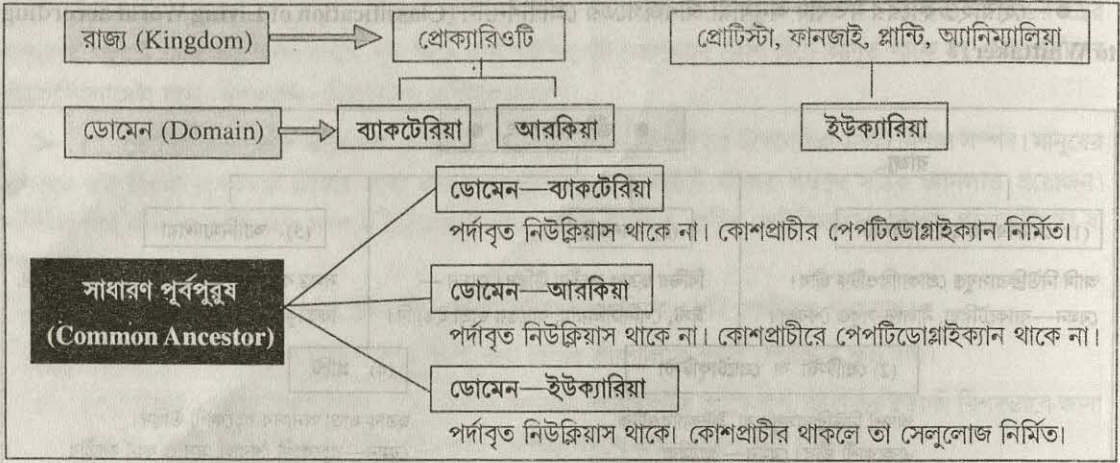 রাজ্য (Kingdom) প্রোক্যারিওটি প্রোটিস্টা, ফানজাই, প্লান্টি, অ্যানিম্যালিয়া
ডোমেন (Domain) ব্যাকটেরিয়া আরকিয়া ইউক্যারিয়া
ডোমেন—ব্যাকটেরিয়া
পর্দাবৃত নিউক্লিয়াস থাকে না। কোশপ্রাচীর পেপটিডোগ্লাইক্যান নির্মিত।
সাধারণ পূর্বপুরুষ
(Common Ancestor)
ডোমেন—আরকিয়া
পর্দাবৃত নিউক্লিয়াস থাকে না। কোশপ্রাচীরে পেপটিডোগ্লাইক্যান থাকে না।
ডোমেন—ইউক্যারিয়া
পর্দাবৃত নিউক্লিয়াস থাকে। কোশপ্রাচীর থাকলে তা সেলুলোজ নির্মিত।